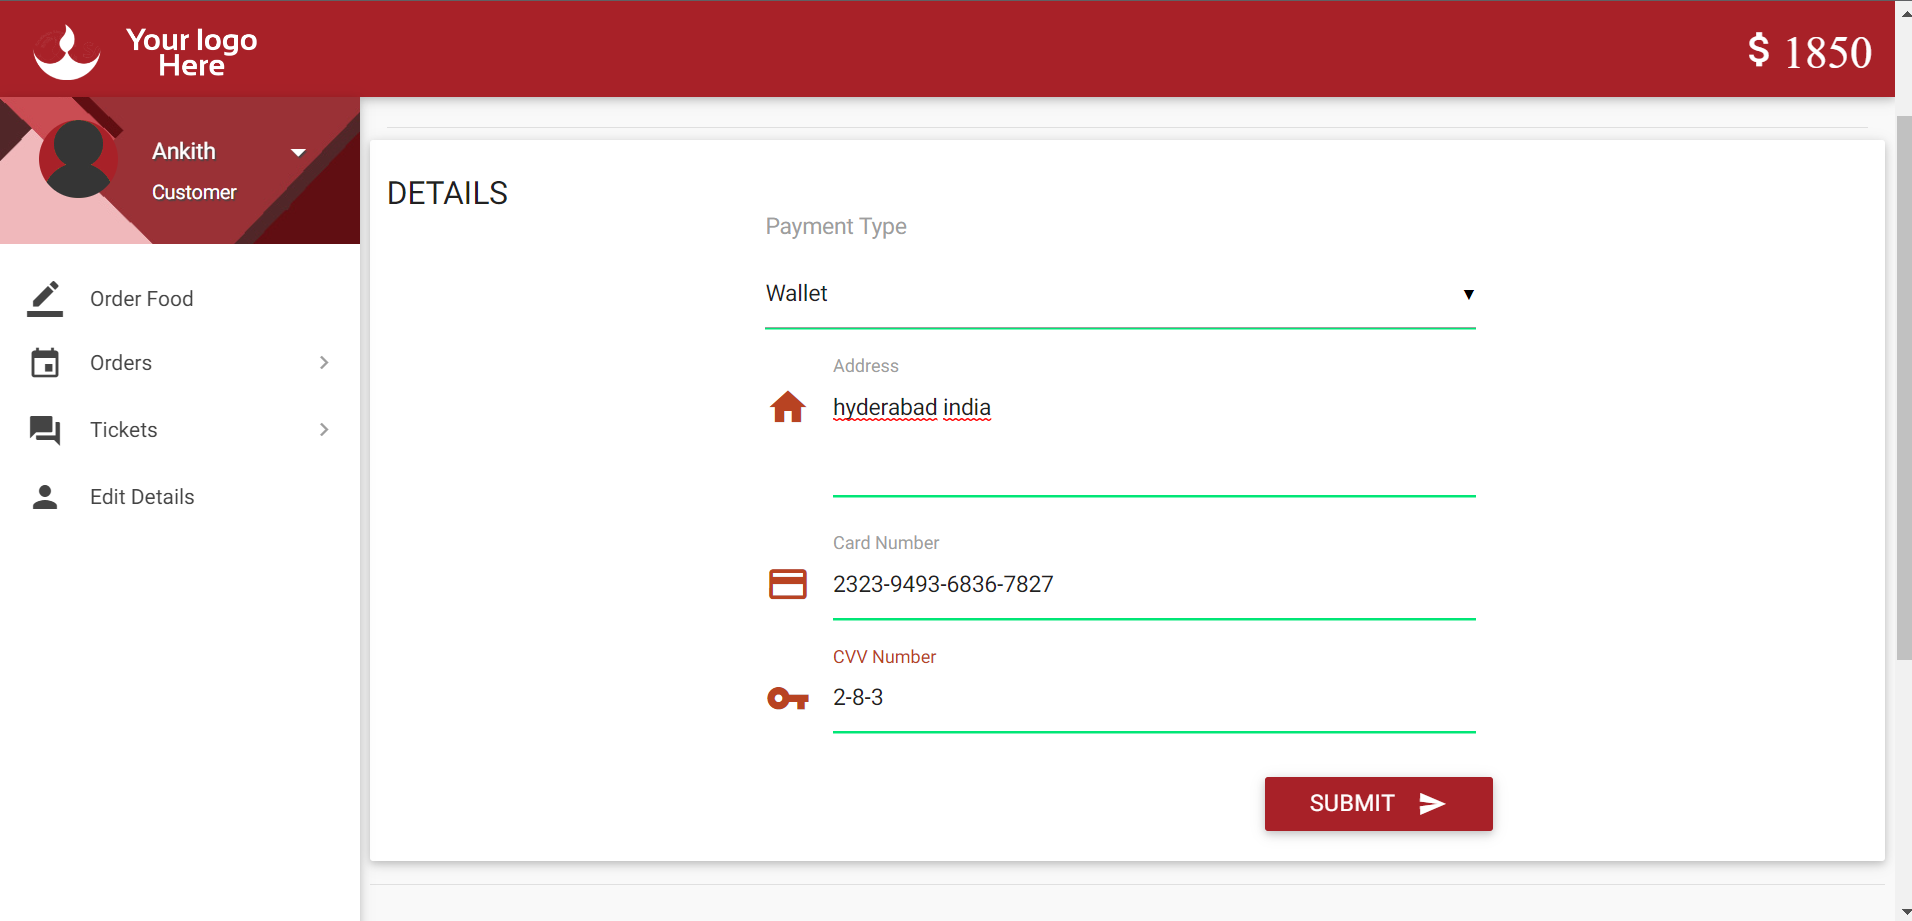 Your logo
Here
$ 1850
Ankith
Customer
Order Food
Orders
Tickets
Edit Details
DETAILS
Payment Type
Wallet
Address
hyderabad india
Card Number
2323-9493-6836-7827
CVV Number
2-8-3
SUBMIT